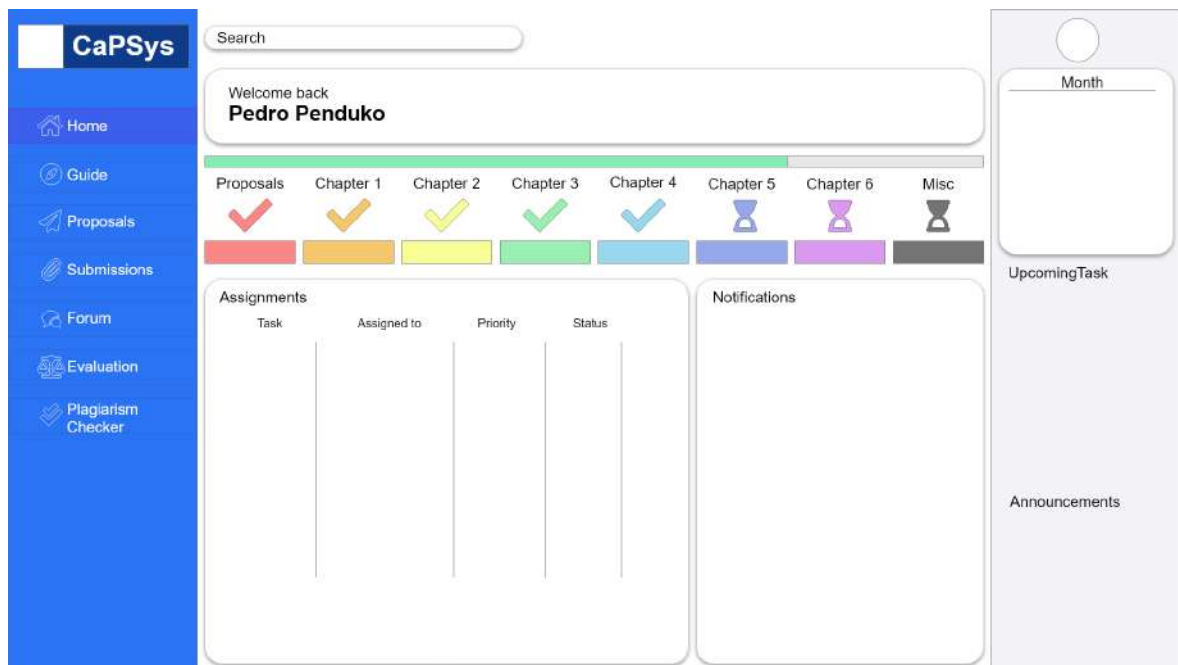 CaPSys
Home
Guide
Proposals
Submissions
Forum
Evaluation
Plagiarism
Checker
Search
Welcome back
Pedro Penduko
Proposals Chapter 1 Chapter 2 Chapter 3 Chapter 4 Chapter 5 Chapter 6 Misc
Assignments
Task Assigned to Priority Status
Notifications
Month
UpcomingTask
Announcements